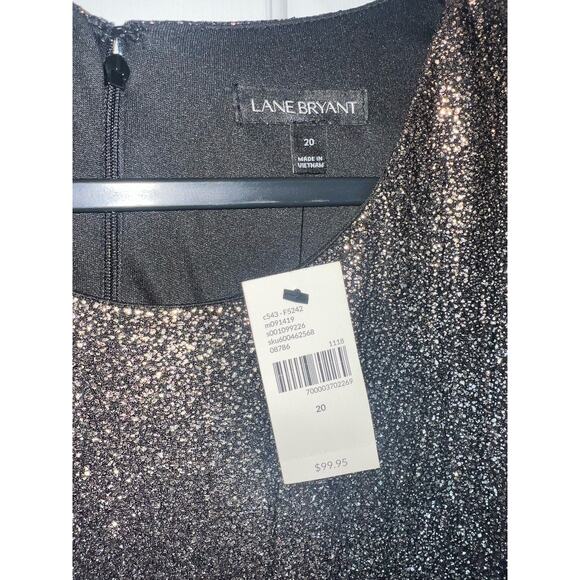 LANE BRYANT
20
MADE IN
VIETNAM
c543 - F5242
m091419
s001099226
sku600462568
08786
1118
700003702269
20
$99.95